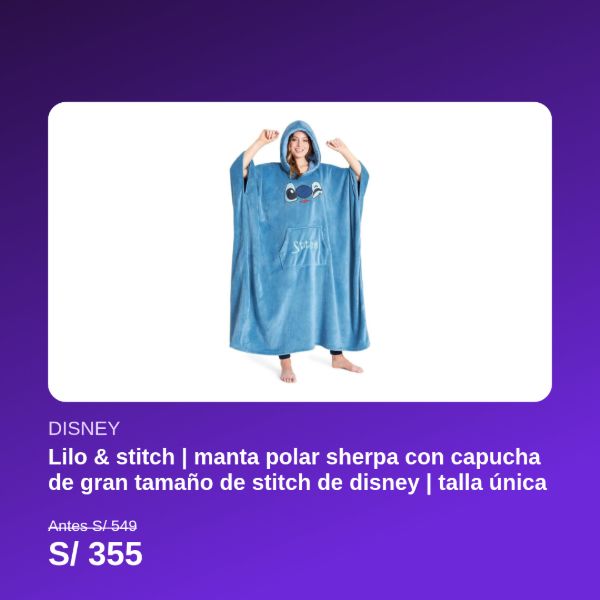 Stitch
DISNEY
Lilo & stitch | manta polar sherpa con capucha
de gran tamaño de stitch de disney | talla única
Antes S/ 549
S/ 355